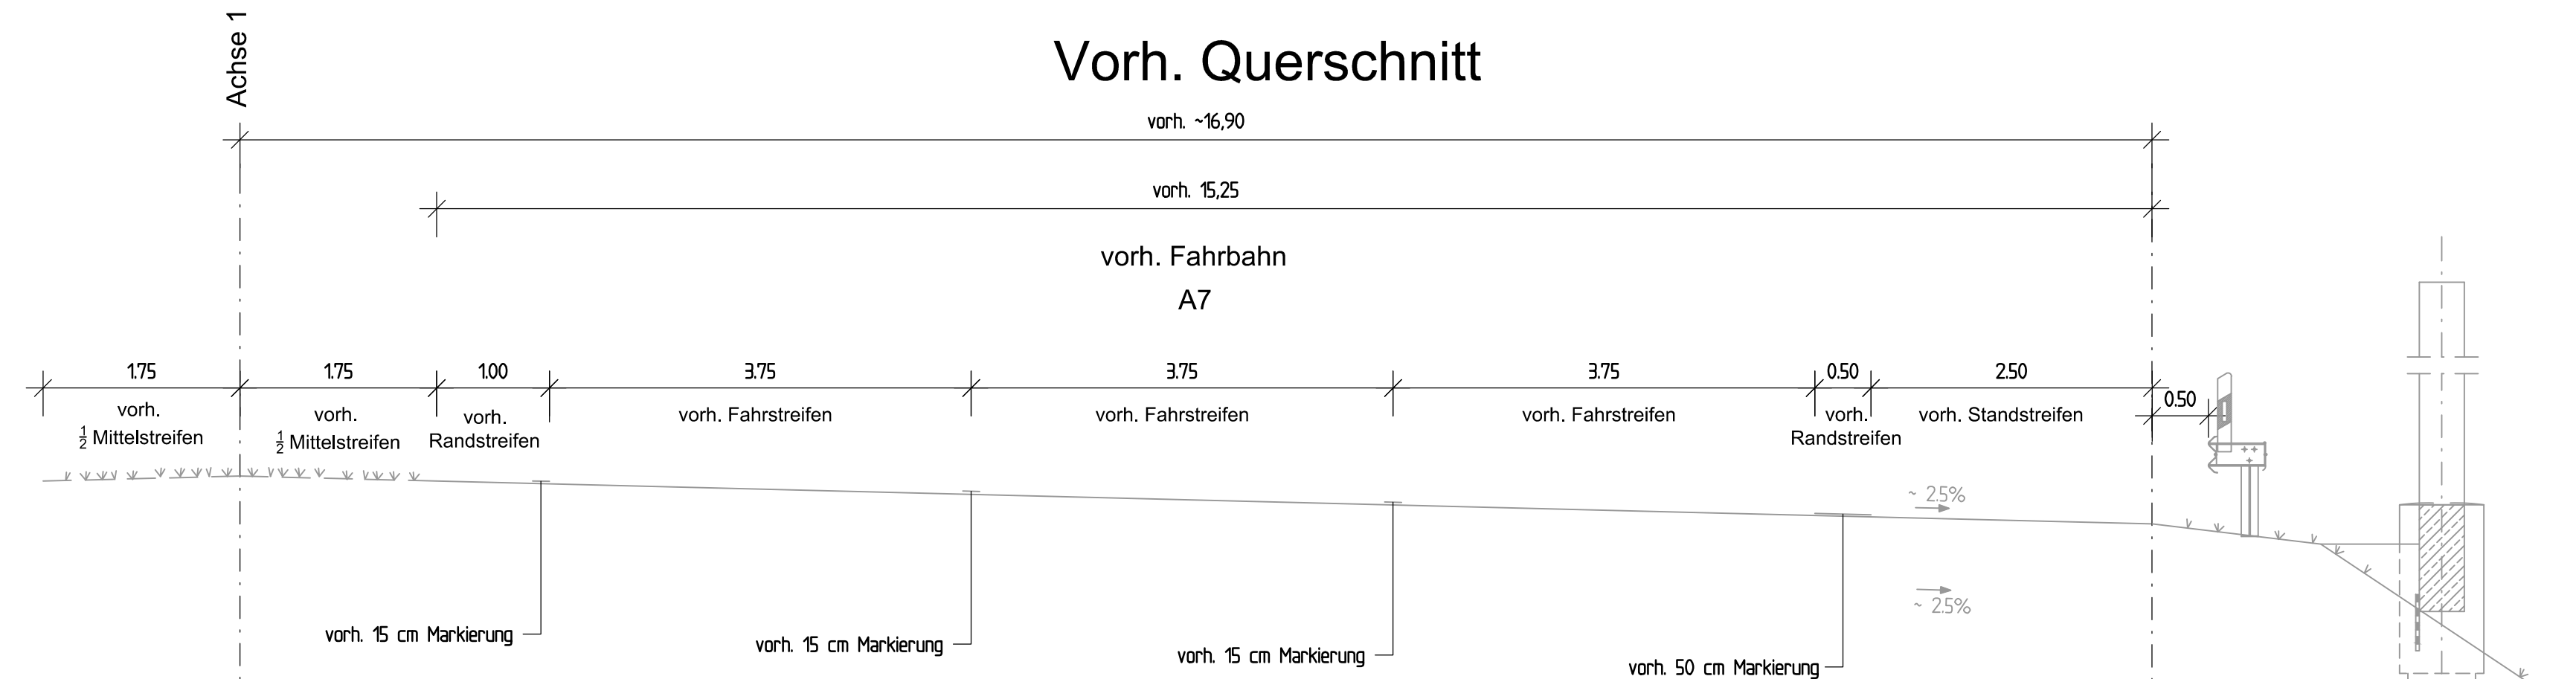 Achse 1
Vorh. Querschnitt
vorh. ~16,90
vorh. 15,25
vorh. Fahrbahn
A7
1.75
1.75
1.00
3.75
3.75
3.75
0.50
2.50
0.50
vorh.
½ Mittelstreifen
vorh.
½ Mittelstreifen
vorh.
Randstreifen
vorh. Fahrstreifen
vorh. Fahrstreifen
vorh. Fahrstreifen
vorh.
Randstreifen
vorh. Standstreifen
~ 2.5%
~ 2.5%
vorh. 15 cm Markierung
vorh. 15 cm Markierung
vorh. 15 cm Markierung
vorh. 50 cm Markierung